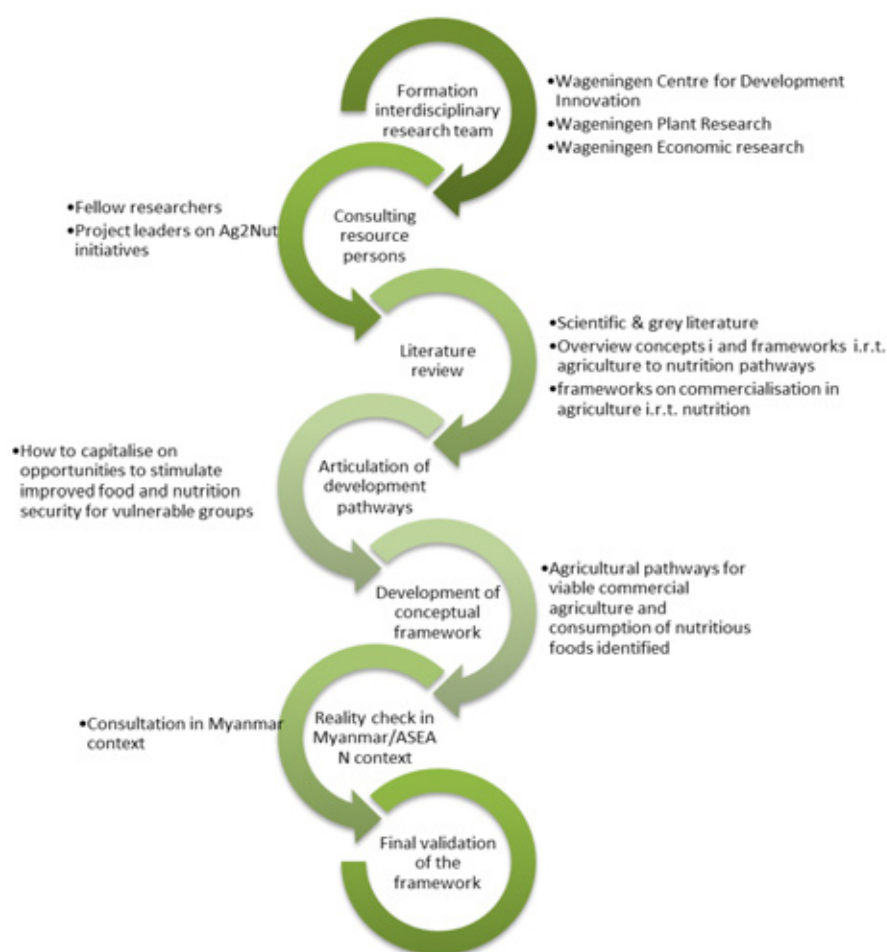 Formation
interdisciplinary
research team
•Wageningen Centre for Development
Innovation
•Wageningen Plant Research
•Wageningen Economic research
•Fellow researchers
•Project leaders on Ag2Nut
initiatives
Consulting
resource
persons
Literature
review
•Scientific & grey literature
•Overview concepts i and frameworks i.r.t.
agriculture to nutrition pathways
•frameworks on commercialisation in
agriculture i.r.t. nutrition
•How to capitalise on
opportunities to stimulate
improved food and nutrition
security for vulnerable groups
Articulation of
development
pathways
Development of
conceptual
framework
•Agricultural pathways for
viable commercial
agriculture and
consumption of nutritious
foods identified
•Consultation in Myanmar
context
Reality check in
Myanmar/ASEA
N context
Final validation
of the
framework